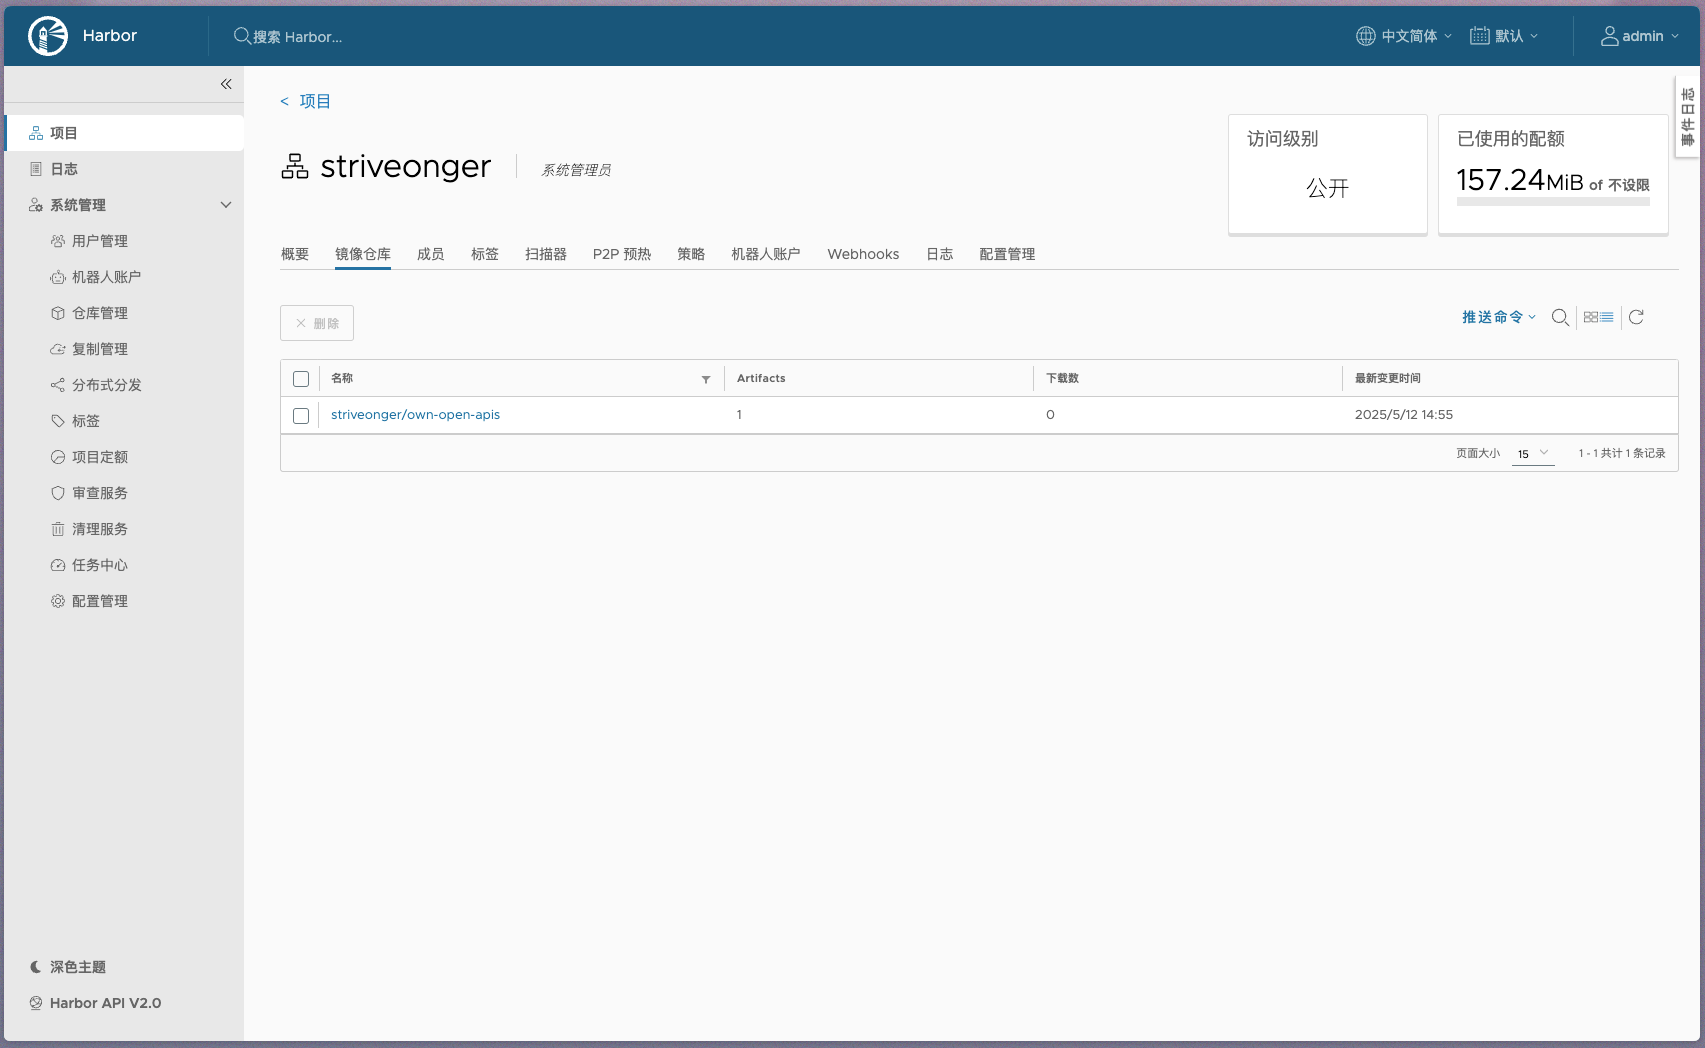 Harbor
搜索 Harbor...
中文简体
默认
admin
项目
日志
系统管理
用户管理
机器人账户
仓库管理
复制管理
分布式分发
标签
项目定额
审查服务
清理服务
任务中心
配置管理
深色主题
Harbor API V2.0
< 项目
striveonger
系统管理员
访问级别
公开
已使用的配额
157.24MiB of 不设限
事件日志
概要 镜像仓库 成员 标签 扫描器 P2P 预热 策略 机器人账户 Webhooks 日志 配置管理
删除
推送命令
名称 Artifacts 下载数 最新变更时间
striveonger/own-open-apis 1 0 2025/5/12 14:55
页面大小 15 1 - 1 共计 1 条记录